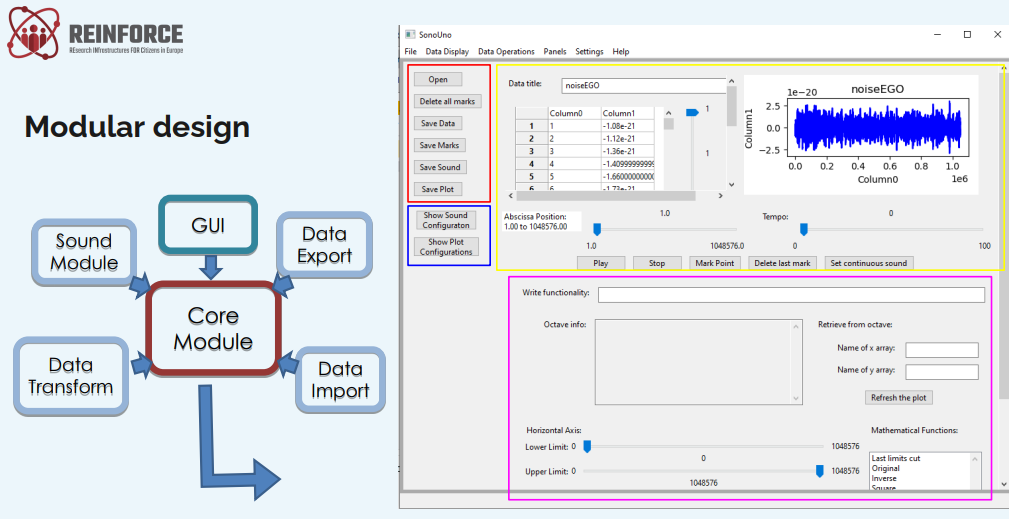 REINFORCE
REsearch INfrastructures FOR Citizens in Europe
Modular design
GUI
Sound
Module
Data
Export
Core
Module
Data
Transform
Data
Import
SonoUno
File Data Display Data Operations Panels Settings Help
Open
Delete all marks
Save Data
Save Marks
Save Sound
Save Plot
Show Sound
Configuraton
Show Plot
Configurations
Data title: noiseEGO
Column0 Column1
1 1 -1.08e-21
2 2 -1.12e-21
3 3 -1.36e-21
4 4 -1.40999999999
5 5 -1.66000000000
6 6 -1.73e-21
1
1
noiseEGO
1e-20
2.5
0.0
−2.5
Column1
0.0 0.2 0.4 0.6 0.8 1.0
Column0 1e6
Abscissa Position:
1.00 to 1048576.00
1.0
1.0 1048576.0
Tempo: 0
0 100
Play Stop Mark Point Delete last mark Set continuous sound
Write functionality:
Octave info:
Retrieve from octave:
Name of x array:
Name of y array:
Refresh the plot
Horizontal Axis:
Lower Limit: 0 1048576
0
Upper Limit: 0 1048576
1048576
Mathematical Functions:
Last limits cut
Original
Inverse
Square